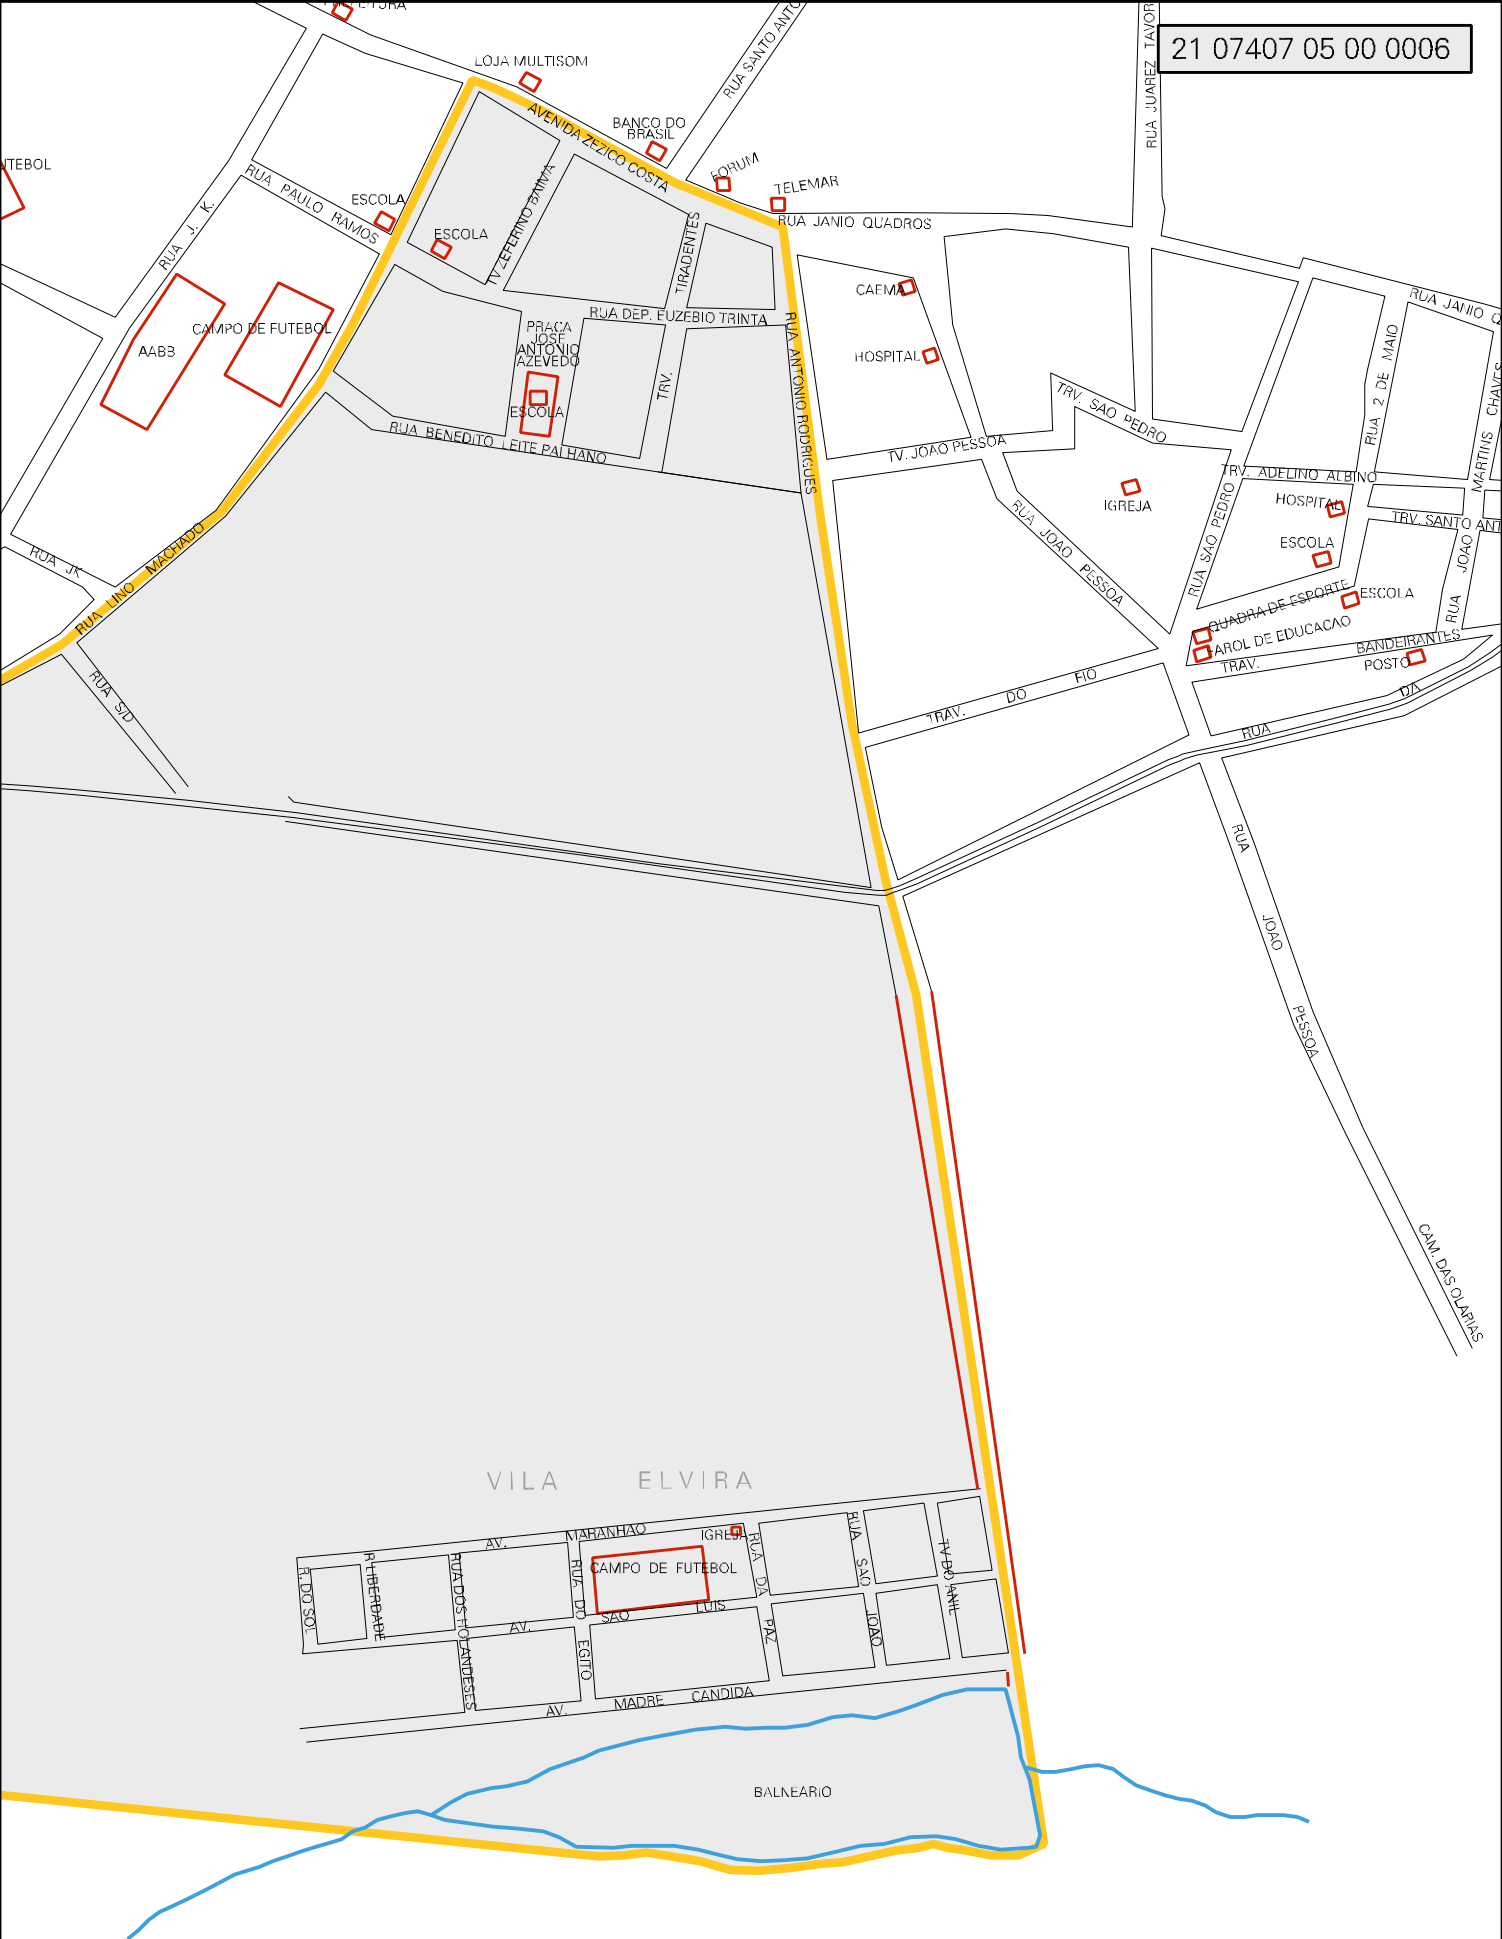 21 07407 05 00 0006
LOJA MULTISOM
RUA SANTO ANTO
RUA JUAREZ TAVOR
AVENIDA ZEZICO COSTA
BANCO DO
BRASIL
FORUM
TELEMAR
RUA JANIO QUADROS
UTEBOL
RUA PAULO RAMOS
ESCOLA
ESCOLA
RUA J. K.
TV ZEFERINO BAIMA
TIRADENTES
CAMPO DE FUTEBOL
AABB
RUA DEP. EUZEBIO TRINTA
PRACA
JOSE
ANTONIO
AZEVEDO
ESCOLA
TRV.
RUA ANTONIO RODRIGUES
RUA BENEDITO LEITE PALHANO
CAEMA
HOSPITAL
RUA JANIO Q
RUA 2 DE MAIO
MARTINS CHAVES
TRV. SAO PEDRO
TV. JOAO PESSOA
TRV. ADELINO ALBINO
IGREJA
HOSPITAL
TRV. SANTO ANT
RUA SAO PEDRO
RUA JOAO PESSOA
ESCOLA
RUA JOAO
ESCOLA
QUADRA DE ESPORTE
FAROL DE EDUCACAO
TRAV. BANDEIRANTES
POSTO
RUA DA
RUA JK
RUA LINO MACHADO
RUA S/D
TRAV. DO FIO
RUA JOAO PESSOA
CAM. DAS OLARIAS
VILA ELVIRA
AV. MARANHAO
IGREJA
R. DO SOL
R LIBERDADE
RUA DOS HOLANDESES
RUA DO EGITO
CAMPO DE FUTEBOL
RUA DA PAZ
RUA SAO JOAO
TV DO ANIL
AV. SAO LUIS
AV. MADRE CANDIDA
BALNEARIO